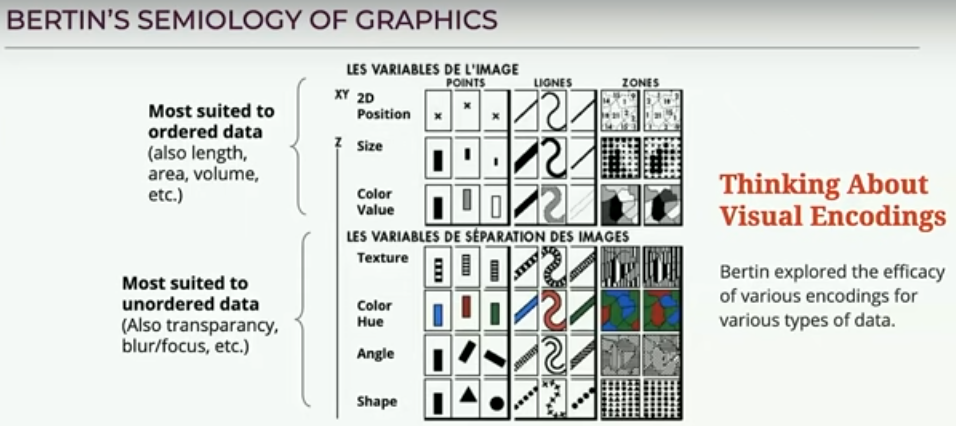 BERTIN'S SEMIOLOGY OF GRAPHICS
LES VARIABLES DE L'IMAGE
POINTS
LIGNES
ZONES
Most suited to
ordered data
(also length,
area, volume,
etc.)
XY
2D
Position
Z
Size
Color
Value
LES VARIABLES DE SÉPARATION DES IMAGES
Most suited to
unordered data
(Also transparancy,
blur/focus, etc.)
Texture
Color
Hue
Angle
Shape
Thinking About
Visual Encodings
Bertin explored the efficacy
of various encodings for
various types of data.